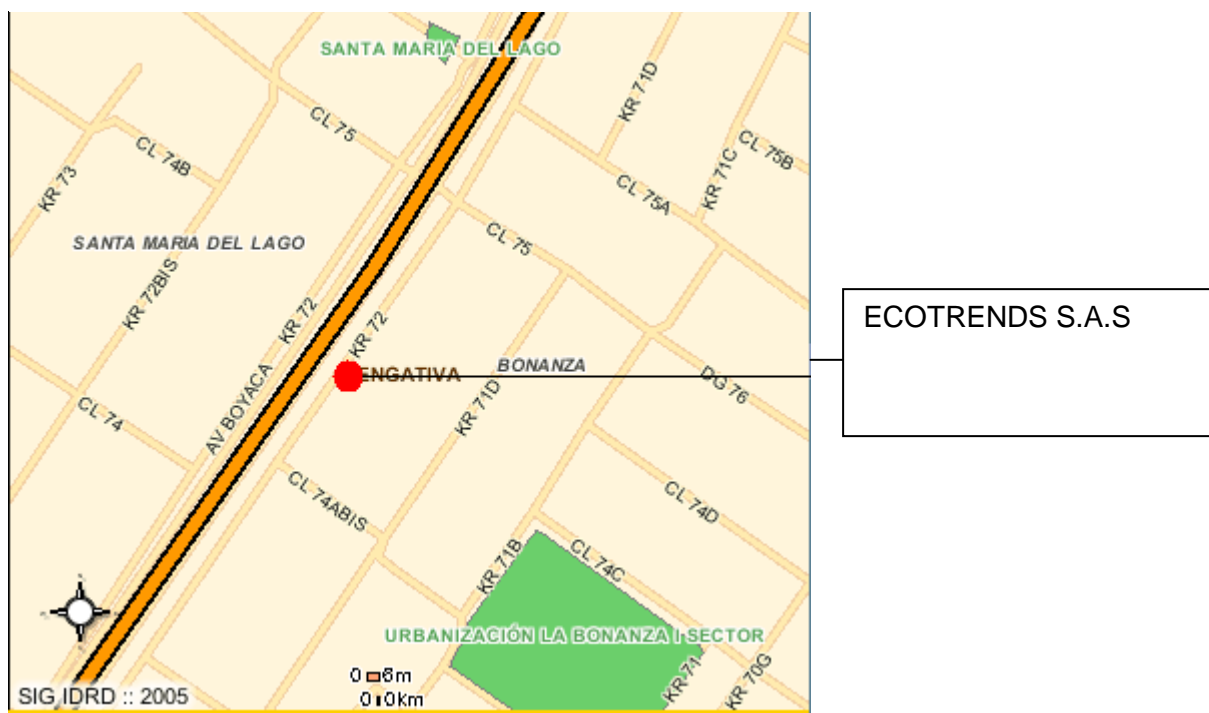 SANTA MARIA DEL LAGO
KR 71D
CL 75
CL 74B
CL 75B
KR 71C
KR 73
CL 75A
SANTA MARIA DEL LAGO
CL 75
KR 72BIS
KR 72
KR 72
ECOTRENDS S.A.S
ENGATIVA
BONANZA
DG 76
AV BOYACA
KR 71D
CL 74
CL 74ABIS
CL 74D
KR 71B
CL 74C
URBANIZACIÓN LA BONANZA I SECTOR
KR 71
KR 70G
0 6m
0 0km
SIG IDRD :: 2005